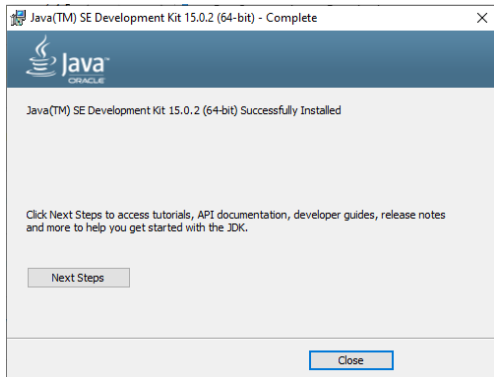 Java(TM) SE Development Kit 15.0.2 (64-bit) - Complete
Java
ORACLE
Java(TM) SE Development Kit 15.0.2 (64-bit) Successfully Installed
Click Next Steps to access tutorials, API documentation, developer guides, release notes
and more to help you get started with the JDK.
Next Steps
Close